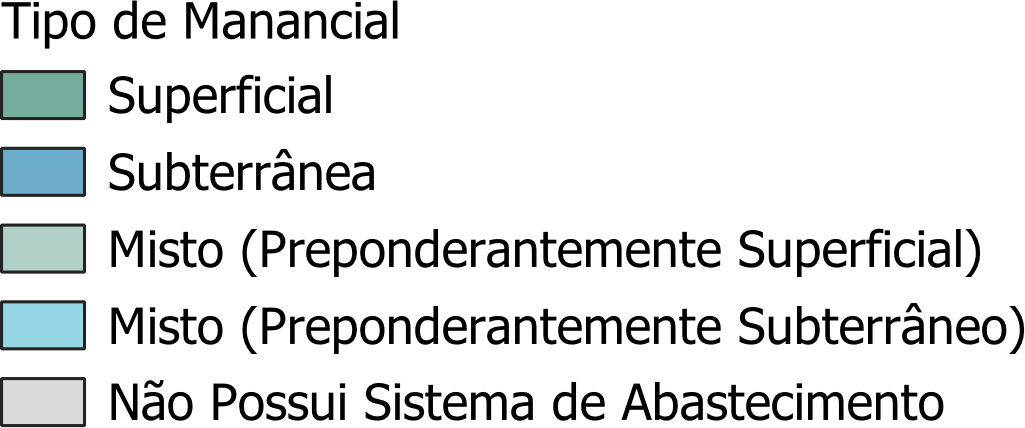 Tipo de Manancial
Superficial
Subterrânea
Misto (Preponderantemente Superficial)
Misto (Preponderantemente Subterrâneo)
Não Possui Sistema de Abastecimento